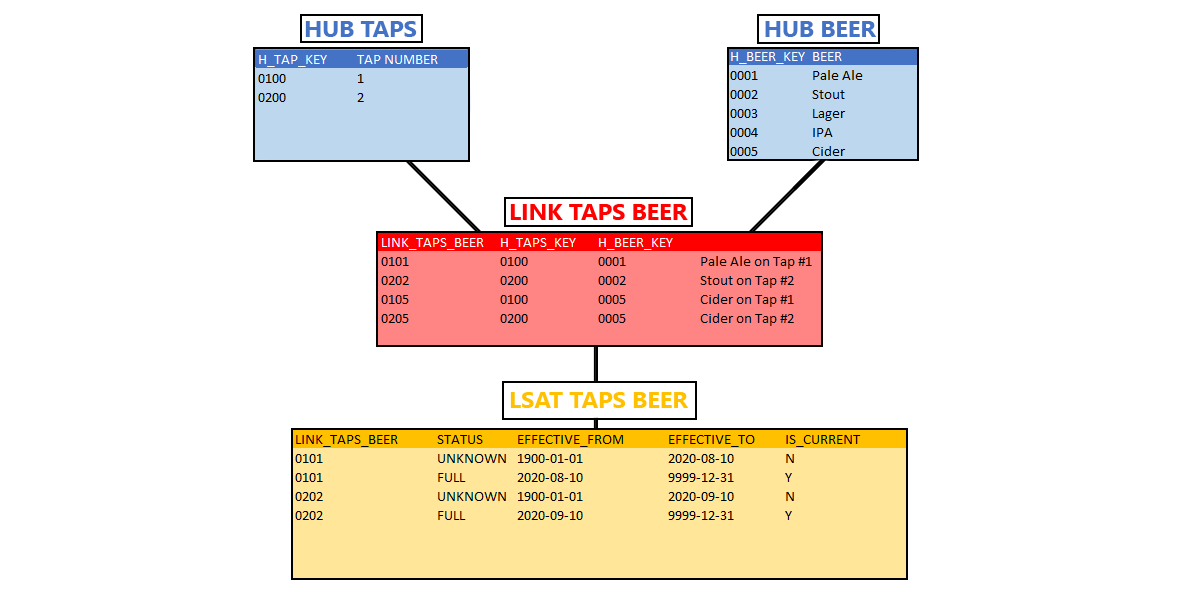 HUB TAPS
H_TAP_KEY TAP NUMBER
0100 1
0200 2
HUB BEER
H_BEER_KEY BEER
0001 Pale Ale
0002 Stout
0003 Lager
0004 IPA
0005 Cider
LINK TAPS BEER
LINK_TAPS_BEER H_TAPS_KEY H_BEER_KEY
0101 0100 0001 Pale Ale on Tap #1
0202 0200 0002 Stout on Tap #2
0105 0100 0005 Cider on Tap #1
0205 0200 0005 Cider on Tap #2
LSAT TAPS BEER
LINK_TAPS_BEER STATUS EFFECTIVE_FROM EFFECTIVE_TO IS_CURRENT
0101 UNKNOWN 1900-01-01 2020-08-10 N
0101 FULL 2020-08-10 9999-12-31 Y
0202 UNKNOWN 1900-01-01 2020-09-10 N
0202 FULL 2020-09-10 9999-12-31 Y